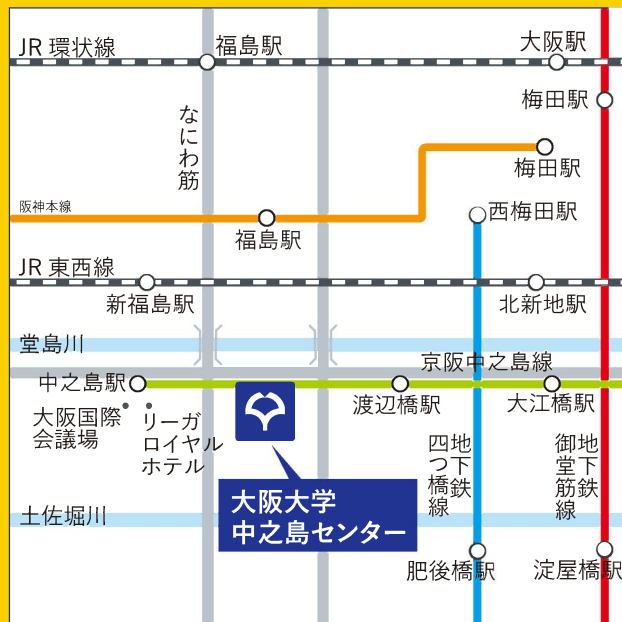 JR 環状線
福島駅
大阪駅
梅田駅
なにわ筋
梅田駅
阪神本線
西梅田駅
福島駅
JR 東西線
新福島駅
北新地駅
堂島川
京阪中之島線
中之島駅
渡辺橋駅
大江橋駅
大阪国際
会議場
リーガ
ロイヤル
ホテル
地下鉄
四つ橋線
地下鉄
御堂筋線
大阪大学
中之島センター
土佐堀川
肥後橋駅
淀屋橋駅